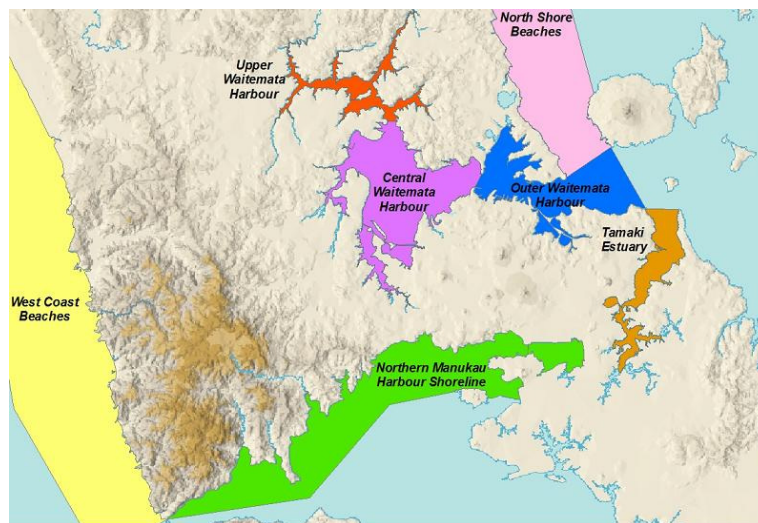 North Shore
Beaches
Upper
Waitemata
Harbour
Central
Waitemata
Harbour
Outer Waitemata
Harbour
Tamaki
Estuary
West Coast
Beaches
Northern Manukau
Harbour Shoreline